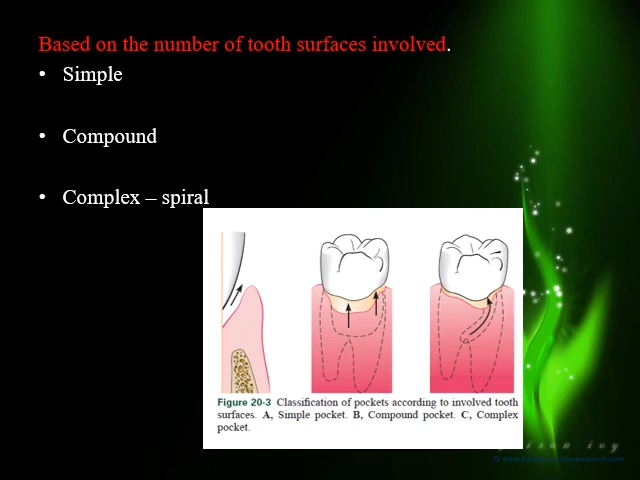 Based on the number of tooth surfaces involved.
• Simple
• Compound
• Complex – spiral
Figure 20-3 Classification of pockets according to involved tooth
surfaces. A, Simple pocket. B, Compound pocket. C, Complex
pocket.